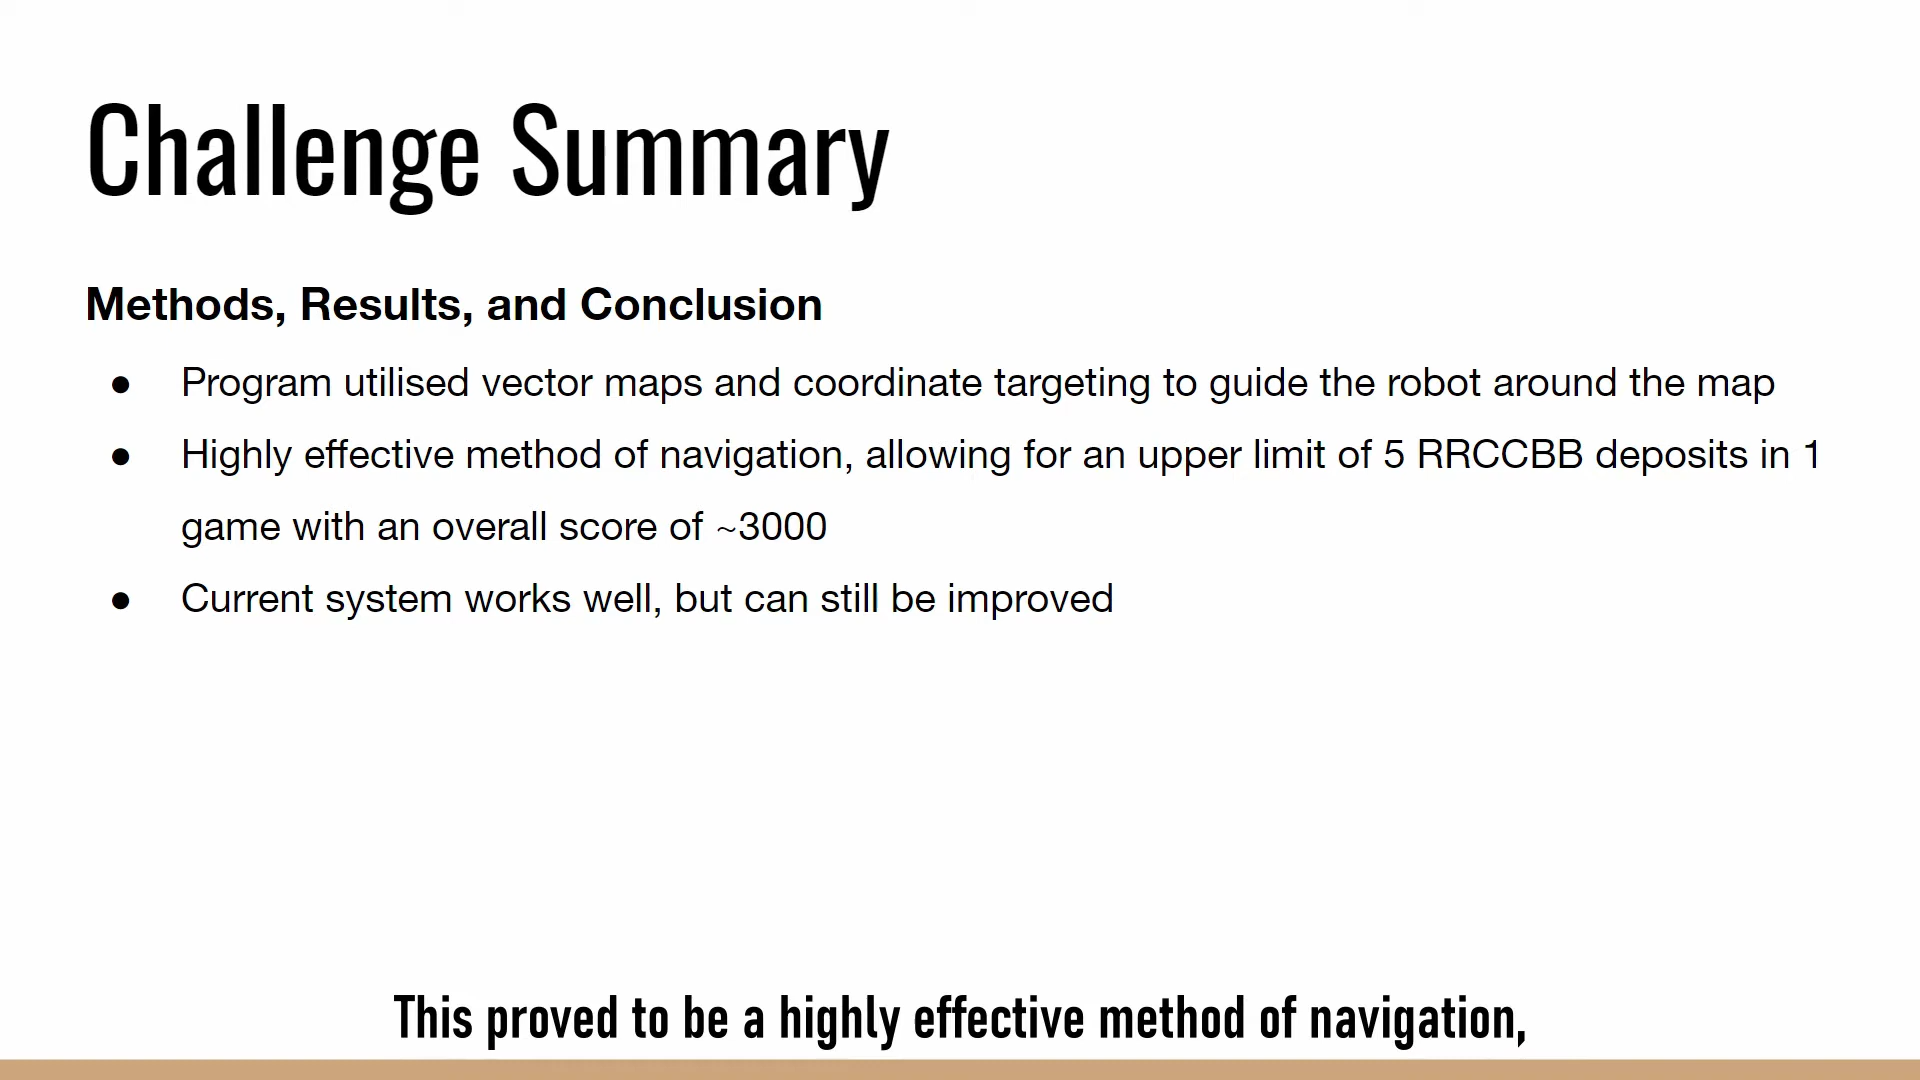 Challenge Summary
Methods, Results, and Conclusion
● Program utilised vector maps and coordinate targeting to guide the robot around the map
● Highly effective method of navigation, allowing for an upper limit of 5 RRCCBB deposits in 1
game with an overall score of ~3000
● Current system works well, but can still be improved
This proved to be a highly effective method of navigation,